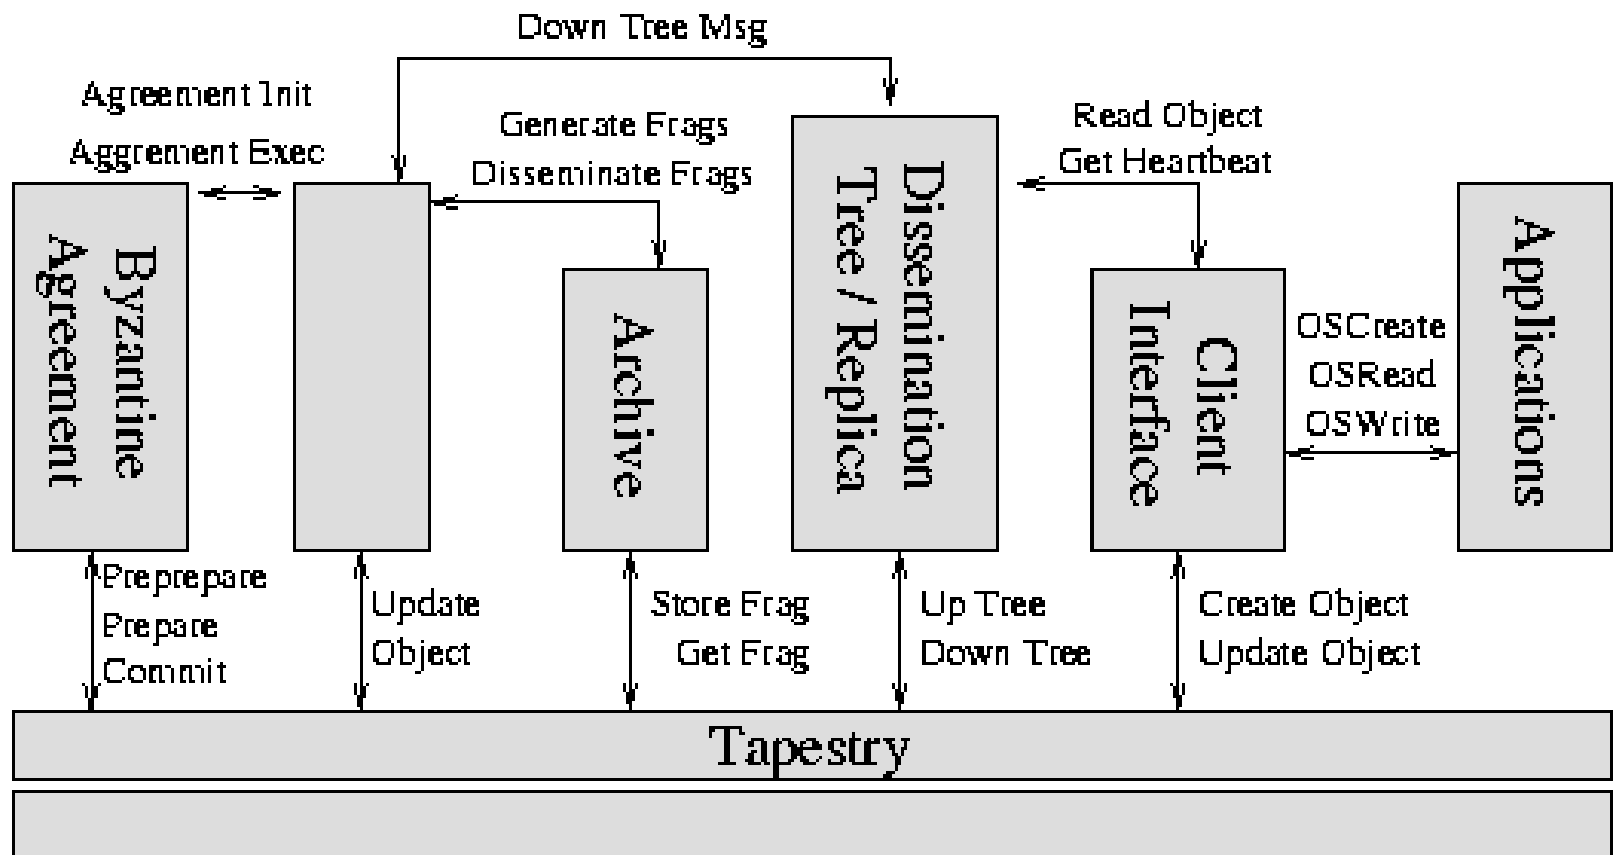 Down Tree Msg
Agreement Init
Aggrement Exec
Generate Frags
Disseminate Frags
Read Object
Get Heartbeat
Byzantine
Agreement
Archive
Dissemination
Tree / Replica
Client
Interface
OSCreate
OSRead
OSWrite
Applications
Preprepare
Prepare
Commit
Update
Object
Store Frag
Get Frag
Up Tree
Down Tree
Create Object
Update Object
Tapestry